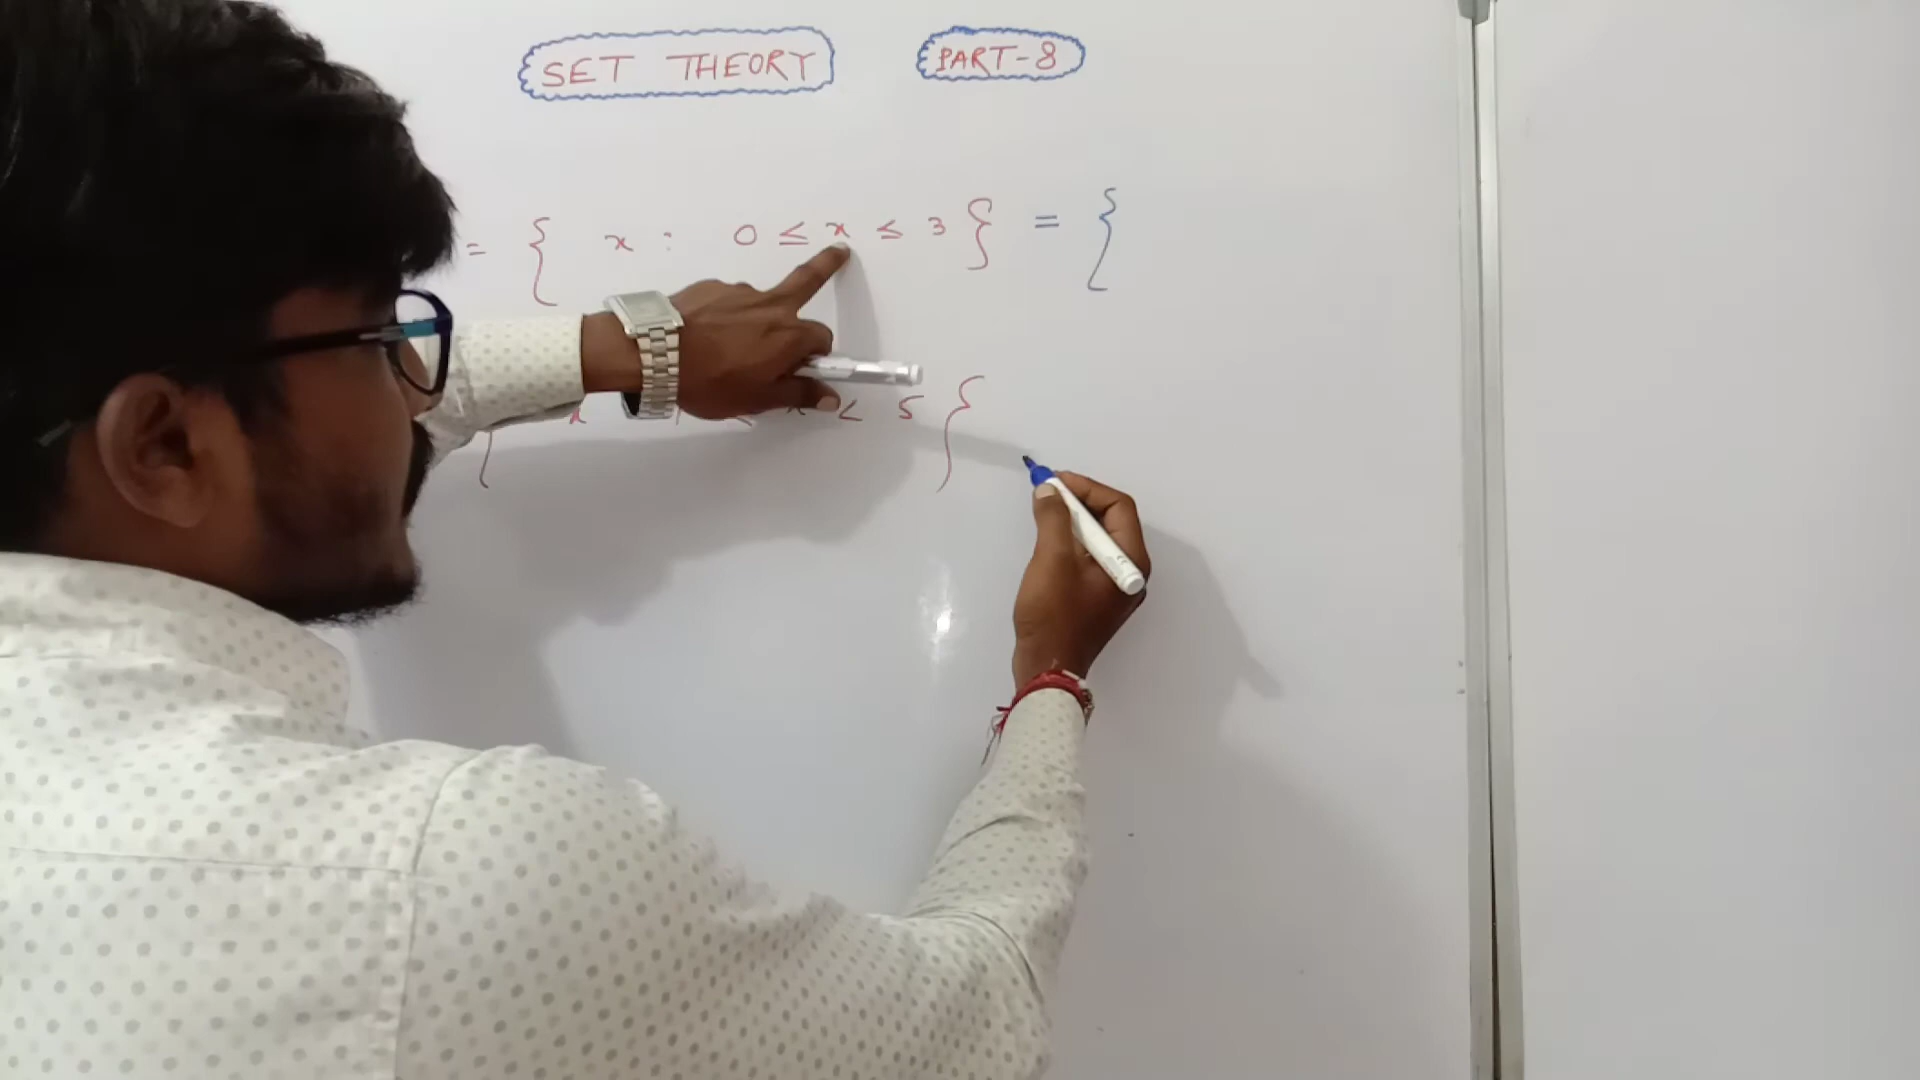 SET THEORY PART-8
= { x : 0 ≤ x ≤ 3 } = {
{ x < 5 }